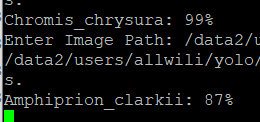 s.
Chromis_chrysura: 99%
Enter Image Path: /data2/u
/data2/users/allwili/yolo/
s.
Amphiprion_clarkii: 87%